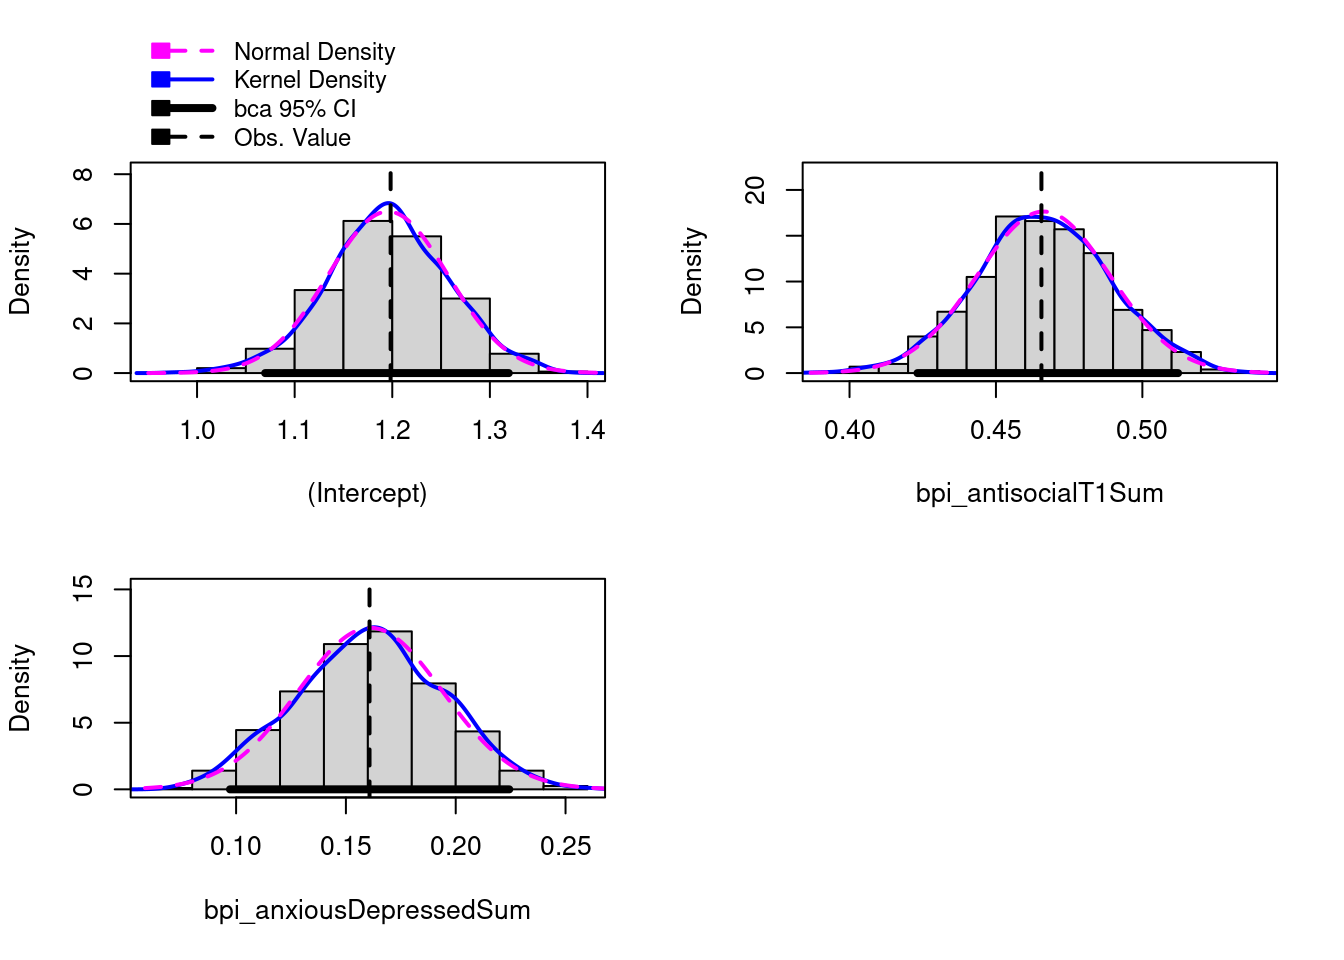 Normal Density
Kernel Density
bca 95% CI
Obs. Value
Density
0 2 4 6 8
1.0 1.1 1.2 1.3 1.4
(Intercept)
Density
0 5 10 20
0.40 0.45 0.50
bpi_antisocialT1Sum
Density
0 5 10 15
0.10 0.15 0.20 0.25
bpi_anxiousDepressedSum